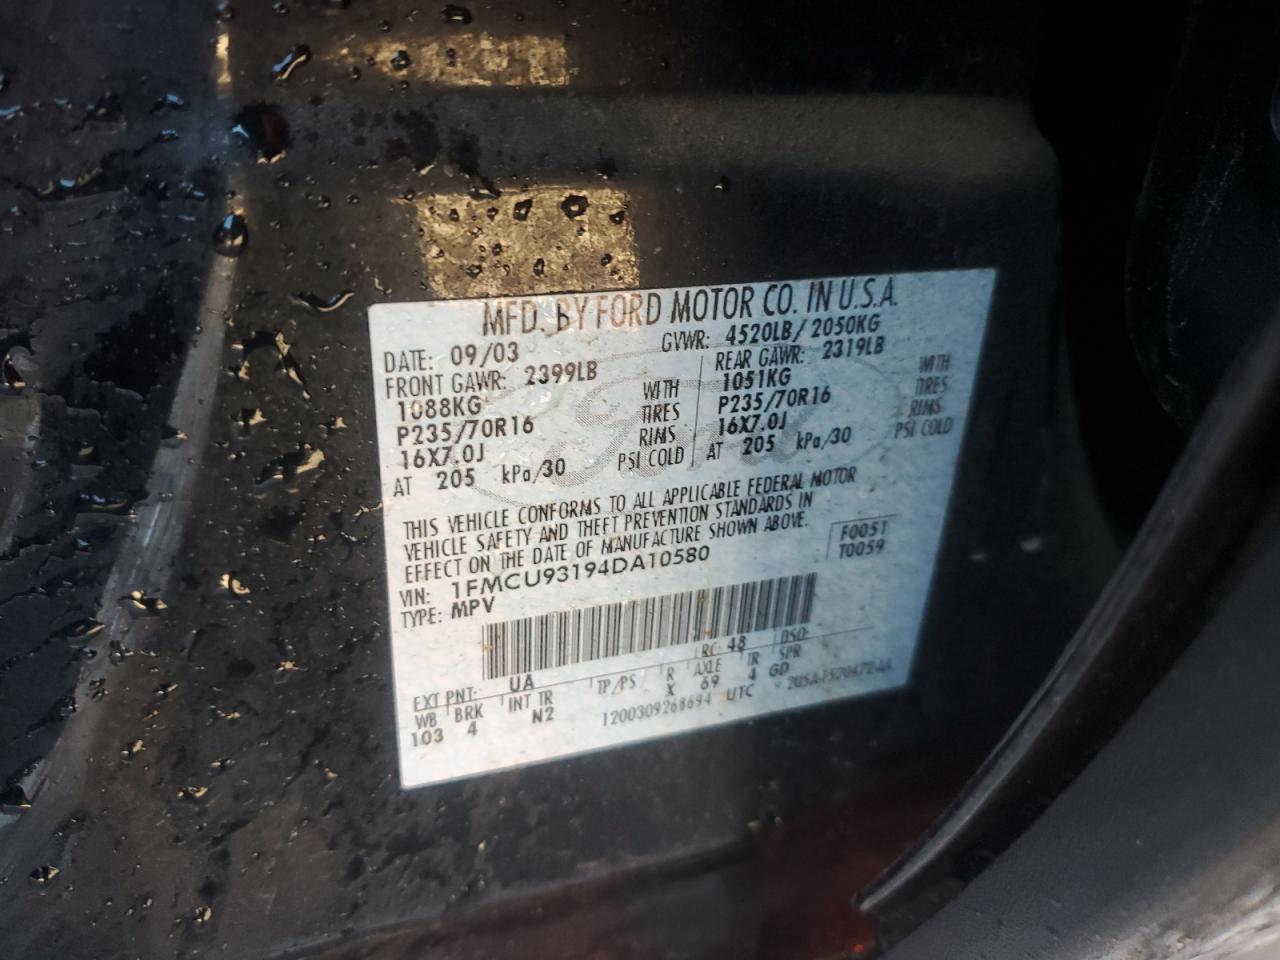 MFD. BY FORD MOTOR CO. IN U.S.A.
DATE: 09/03 GVWR: 4520LB/ 2050KG
FRONT GAWR: 2399LB REAR GAWR: 2319LB
1088KG WITH 1051KG WITH
P235/70R16 TIRES P235/70R16 TIRES
16X7.0J RIMS 16X7.0J RIMS
AT 205 kPa/30 PSI COLD AT 205 kPa/30 PSI COLD
THIS VEHICLE CONFORMS TO ALL APPLICABLE FEDERAL MOTOR
VEHICLE SAFETY AND THEFT PREVENTION STANDARDS IN
EFFECT ON THE DATE OF MANUFACTURE SHOWN ABOVE.
F0051
T0059
VIN: 1FMCU93194DA10580
TYPE: MPV
EXT PNT: UA RC: 48 DSO:
WB BRK INT TR TP/PS R AXLE TR SPR
103 4 N2 X 69 4 GD
1200309268694 UTC